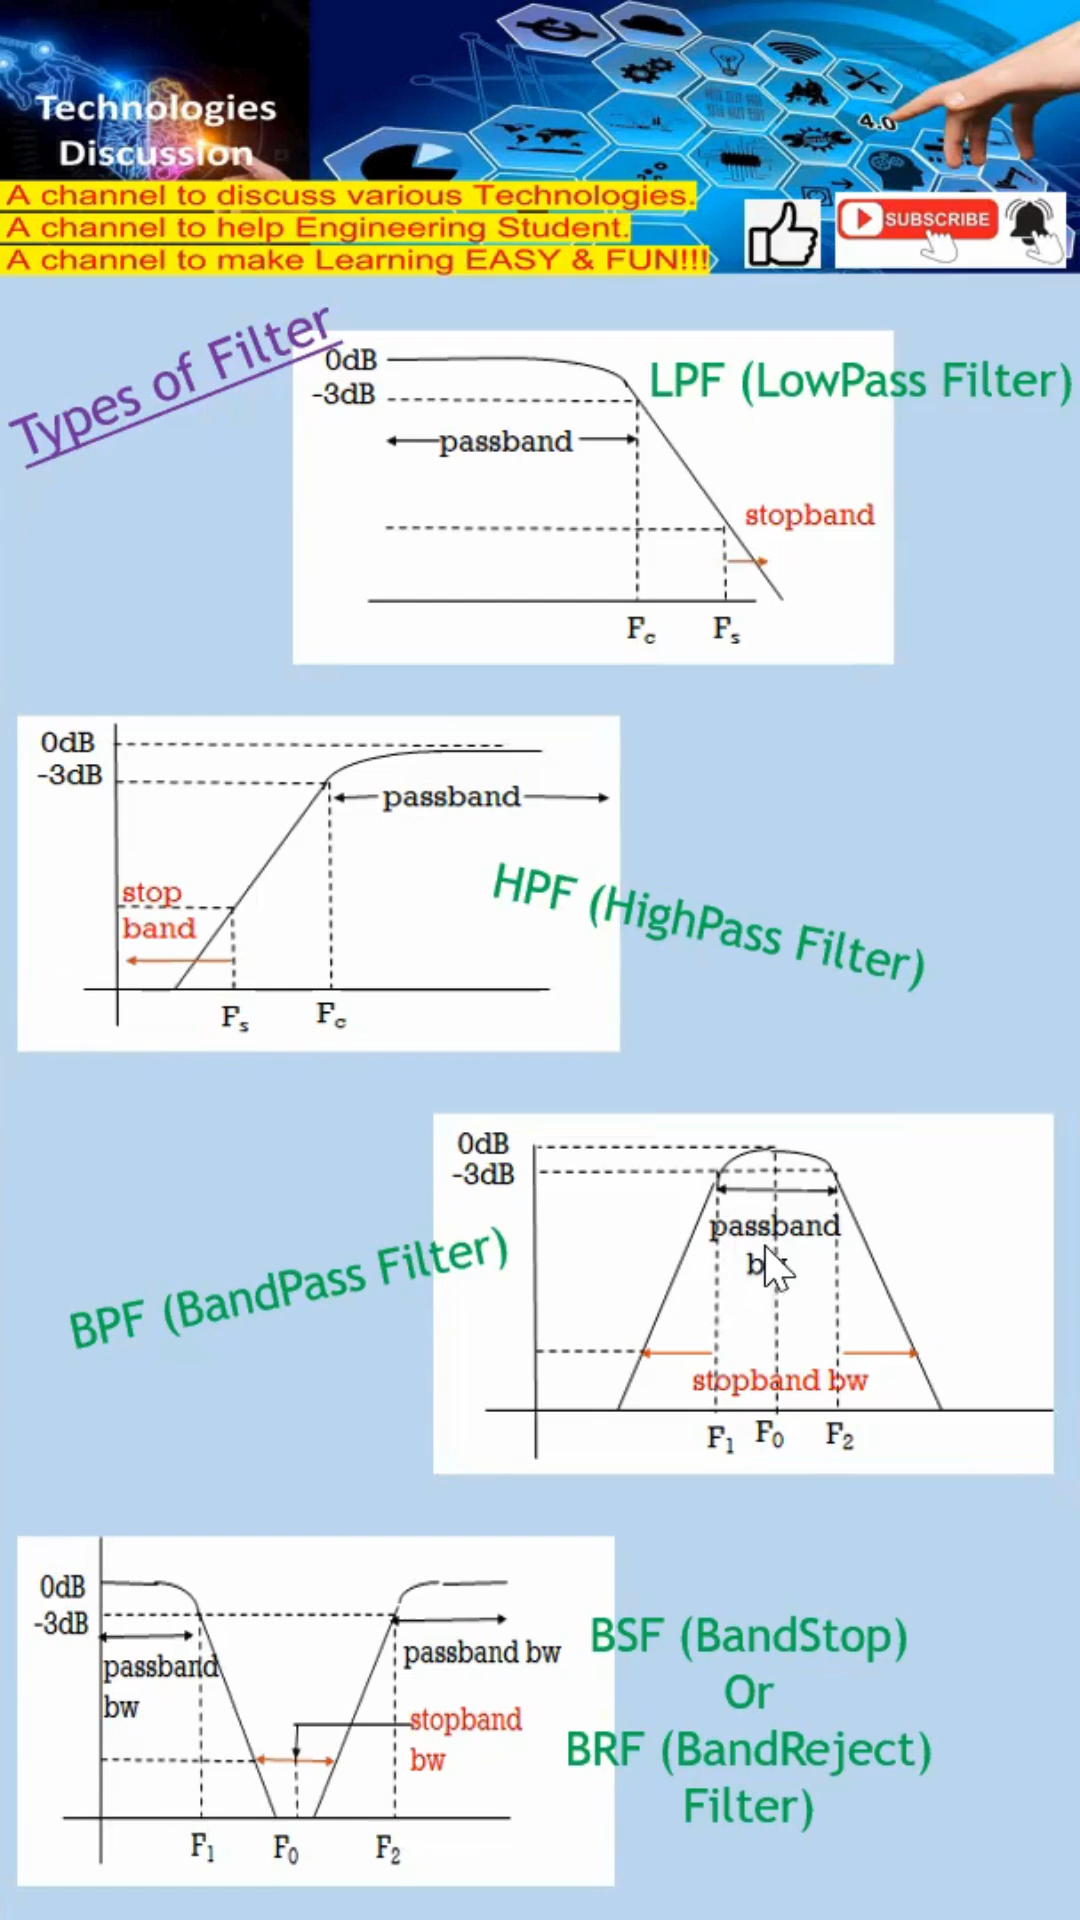 Technologies
Discussion
4.0
A channel to discuss various Technologies.
A channel to help Engineering Student.
A channel to make Learning EASY & FUN!!!
SUBSCRIBE
Types of Filter
0dB
-3dB
LPF (LowPass Filter)
passband
stopband
Fc Fs
0dB
-3dB
passband
stop
band
HPF (HighPass Filter)
Fs Fc
0dB
-3dB
passband
BPF (BandPass Filter)
stopband bw
F1 F0 F2
0dB
-3dB
passband bw
passband
bw
stopband
bw
BSF (BandStop)
Or
BRF (BandReject)
Filter)
F1 F0 F2